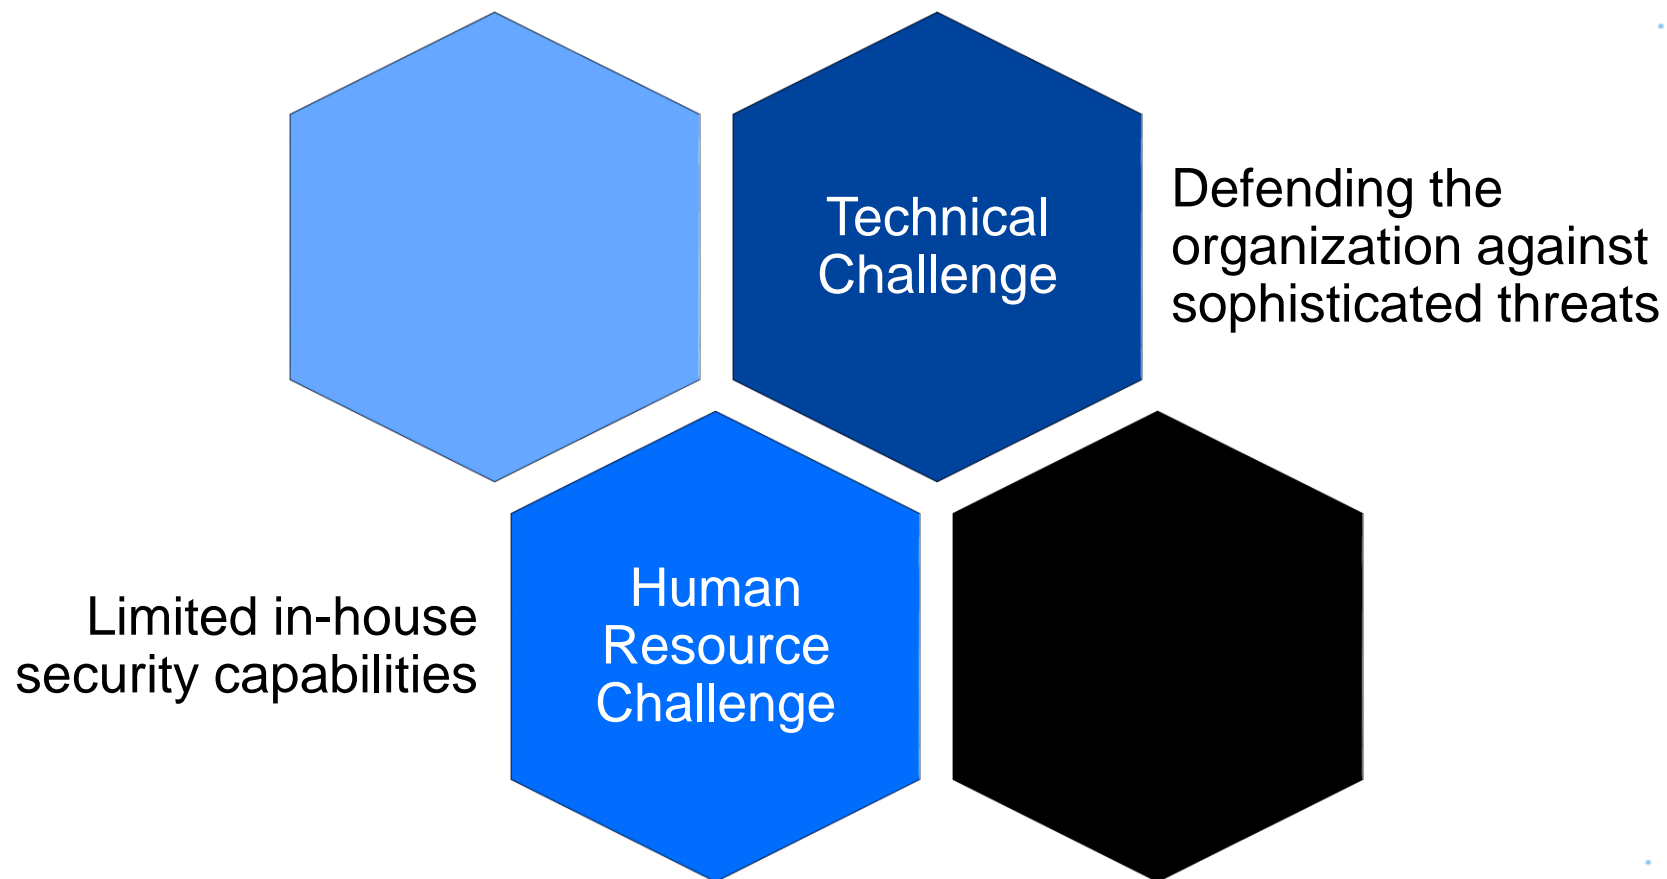 Technical
Challenge
Defending the
organization against
sophisticated threats
Limited in-house
security capabilities
Human
Resource
Challenge